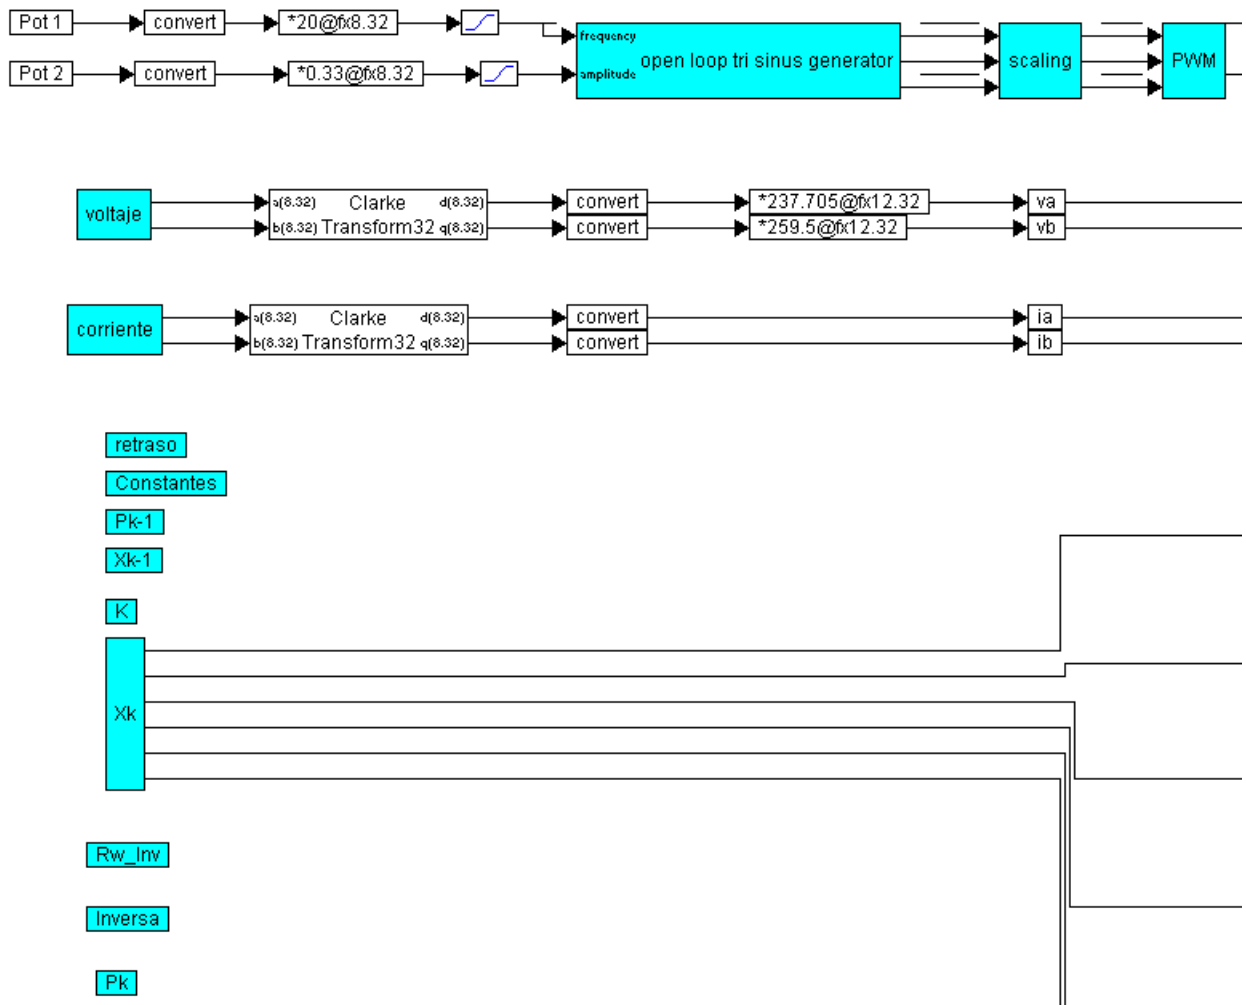 Pot 1 convert *20@fx8.32
frequency
Pot 2 convert *0.33@fx8.32
amplitude
open loop tri sinus generator
scaling
PWM
voltaje
a(8.32) Clarke d(8.32)
b(8.32) Transform32 q(8.32)
convert *237.705@fx12.32 va
convert *259.5@fx12.32 vb
corriente
a(8.32) Clarke d(8.32)
b(8.32) Transform32 q(8.32)
convert ia
convert ib
retraso
Constantes
Pk-1
Xk-1
K
Xk
Rw_Inv
Inversa
Pk